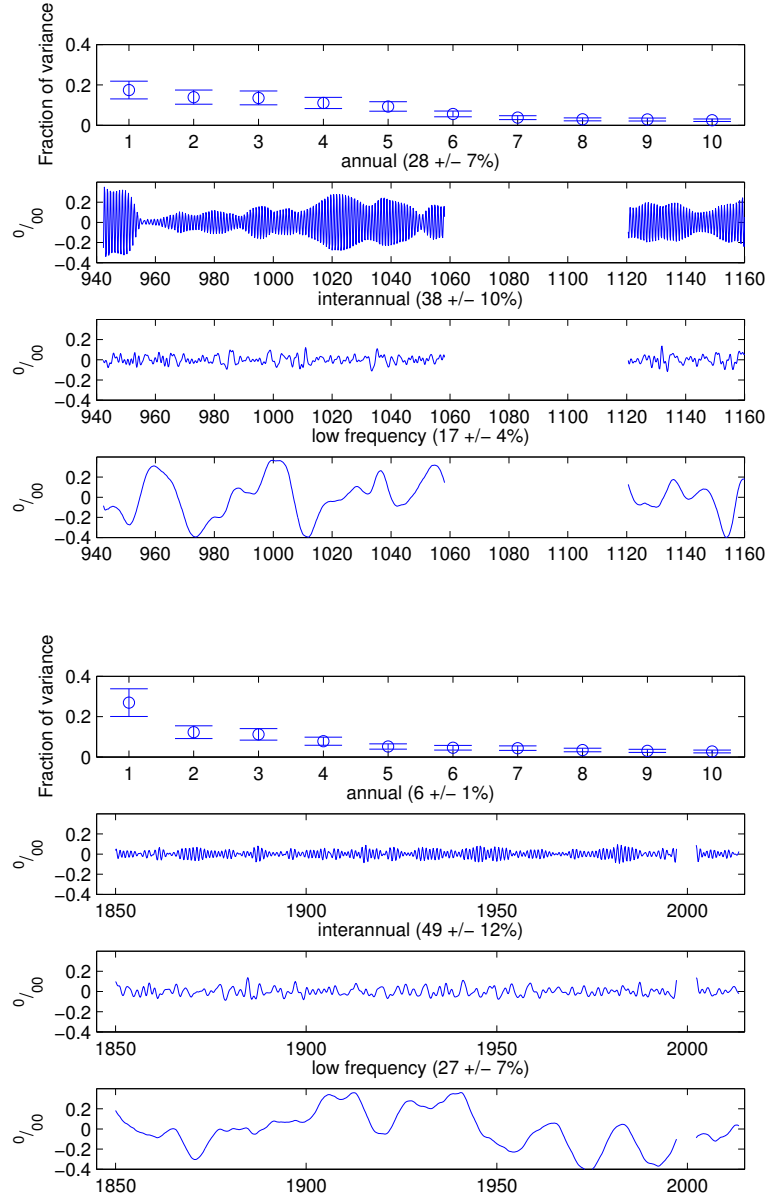 Fraction of variance
0.4
0.2
0
1 2 3 4 5 6 7 8 9 10
annual (28 +/− 7%)
0/00
0.2
0
−0.2
−0.4
940 960 980 1000 1020 1040 1060 1080 1100 1120 1140 1160
interannual (38 +/− 10%)
0/00
0.2
0
−0.2
−0.4
940 960 980 1000 1020 1040 1060 1080 1100 1120 1140 1160
low frequency (17 +/− 4%)
0/00
0.2
0
−0.2
−0.4
940 960 980 1000 1020 1040 1060 1080 1100 1120 1140 1160
Fraction of variance
0.4
0.2
0
1 2 3 4 5 6 7 8 9 10
annual (6 +/− 1%)
0/00
0.2
0
−0.2
−0.4
1850 1900 1950 2000
interannual (49 +/− 12%)
0/00
0.2
0
−0.2
−0.4
1850 1900 1950 2000
low frequency (27 +/− 7%)
0/00
0.2
0
−0.2
−0.4
1850 1900 1950 2000